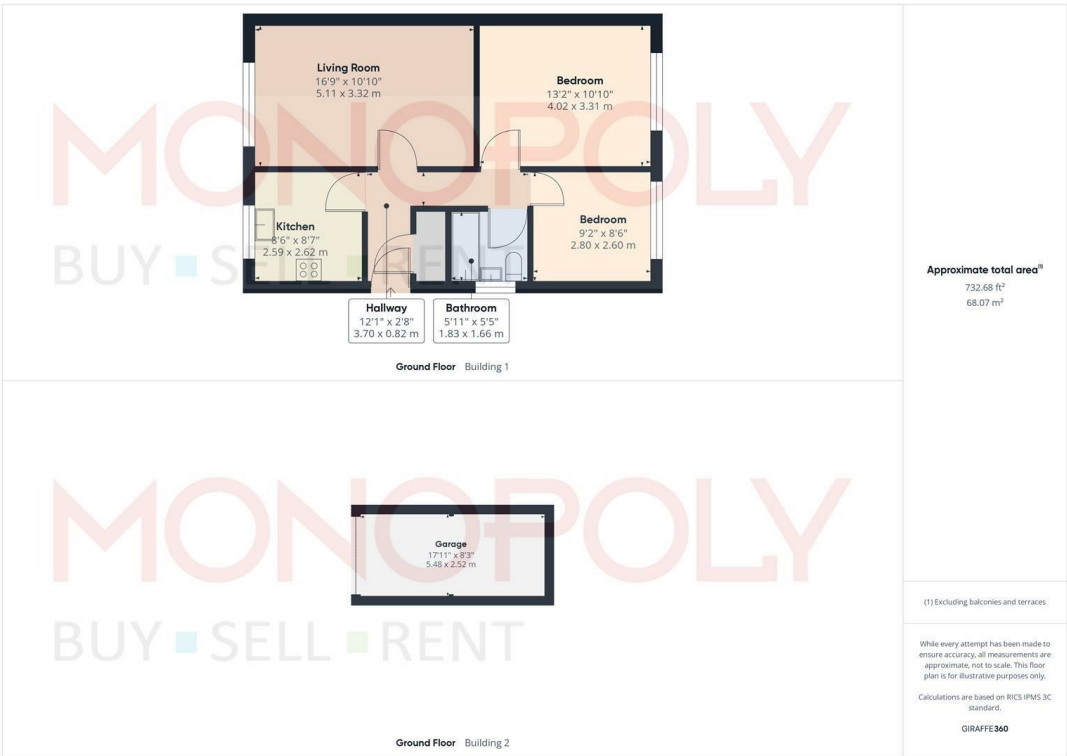 Living Room
16'9" x 10'10"
5.11 x 3.32 m
Bedroom
13'2" x 10'10"
4.02 x 3.31 m
MONOPOLY
Kitchen
8'6" x 8'7"
2.59 x 2.62 m
Bedroom
9'2" x 8'6"
2.80 x 2.60 m
BUY SELL RENT
Hallway
12'1" x 2'8"
3.70 x 0.82 m
Bathroom
5'11" x 5'5"
1.83 x 1.66 m
Ground Floor Building 1
Approximate total area(1)
732.68 ft²
68.07 m²
MONOPOLY
Garage
17'11" x 8'3"
5.48 x 2.52 m
BUY SELL RENT
Ground Floor Building 2
(1) Excluding balconies and terraces
While every attempt has been made to
ensure accuracy, all measurements are
approximate, not to scale. This floor
plan is for illustrative purposes only.
Calculations are based on RICS IPMS 3C
standard.
GIRAFFE360